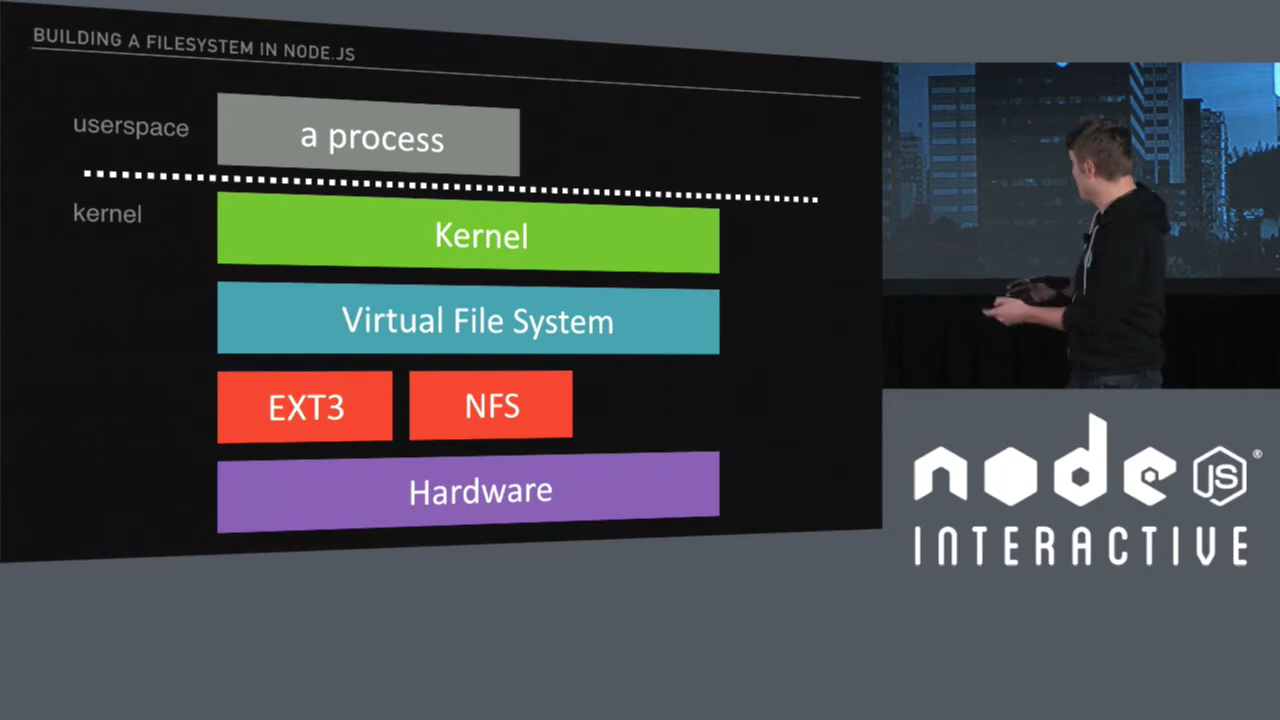 BUILDING A FILESYSTEM IN NODE.JS
userspace
a process
kernel
Kernel
Virtual File System
EXT3
NFS
Hardware
node
JS
®
INTERACTIVE